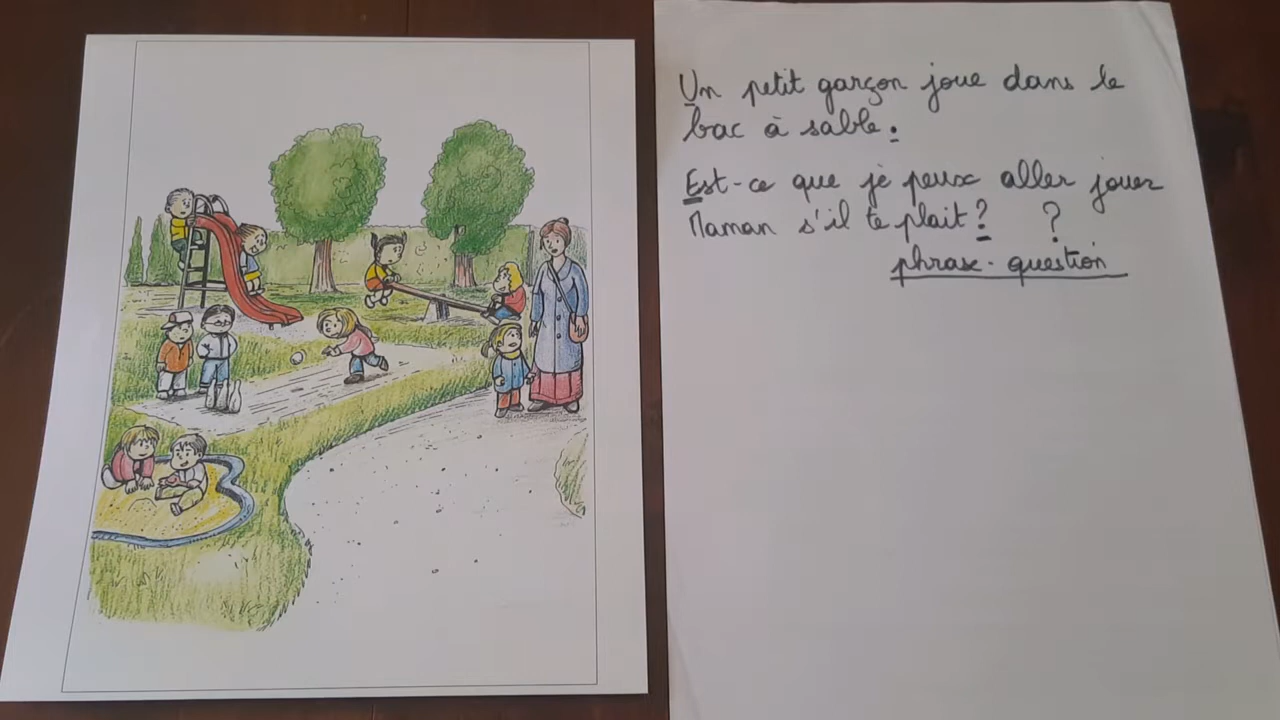 Un petit garçon joue dans le
bac à sable.
Est-ce que je peux aller jouer
Maman s'il te plait ? ?
phrase-question